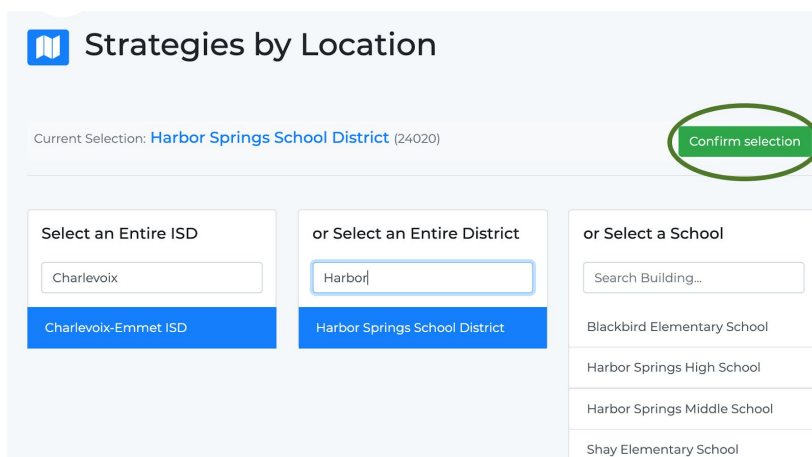 Strategies by Location
Current Selection: Harbor Springs School District (24020)
Confirm selection
Select an Entire ISD
Charlevoix
Charlevoix-Emmet ISD
or Select an Entire District
Harbor
Harbor Springs School District
or Select a School
Search Building...
Blackbird Elementary School
Harbor Springs High School
Harbor Springs Middle School
Shay Elementary School